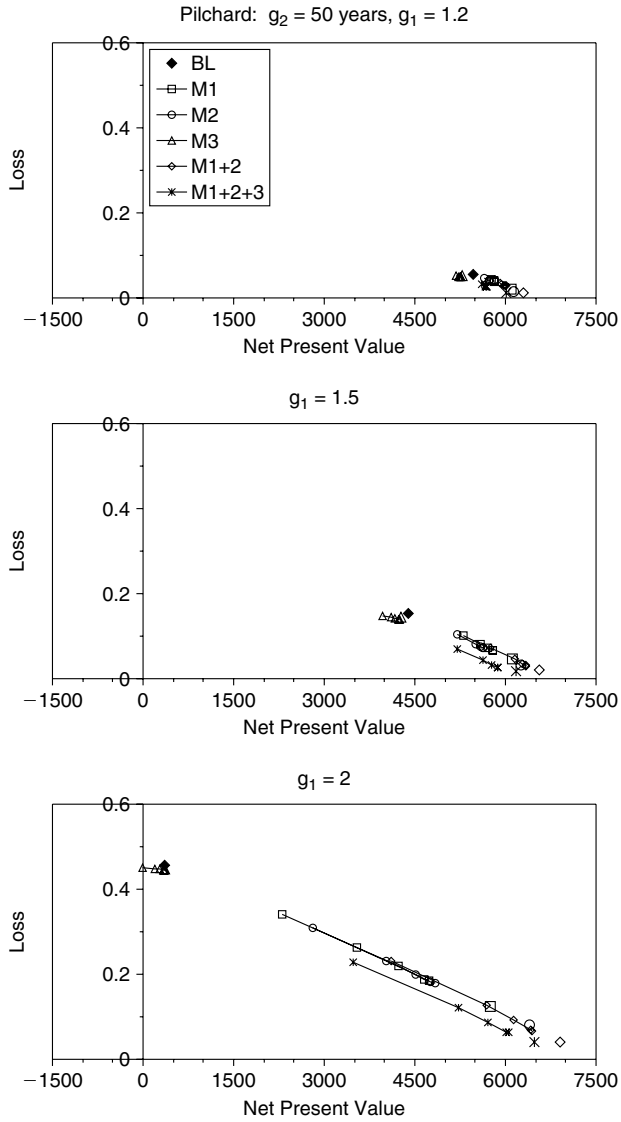 Pilchard: g₂ = 50 years, g₁ = 1.2
0.6
BL
M1
M2
M3
M1+2
M1+2+3
0.4
Loss
0.2
0
−1500 0 1500 3000 4500 6000 7500
Net Present Value
g₁ = 1.5
0.6
0.4
Loss
0.2
0
−1500 0 1500 3000 4500 6000 7500
Net Present Value
g₁ = 2
0.6
0.4
Loss
0.2
0
−1500 0 1500 3000 4500 6000 7500
Net Present Value